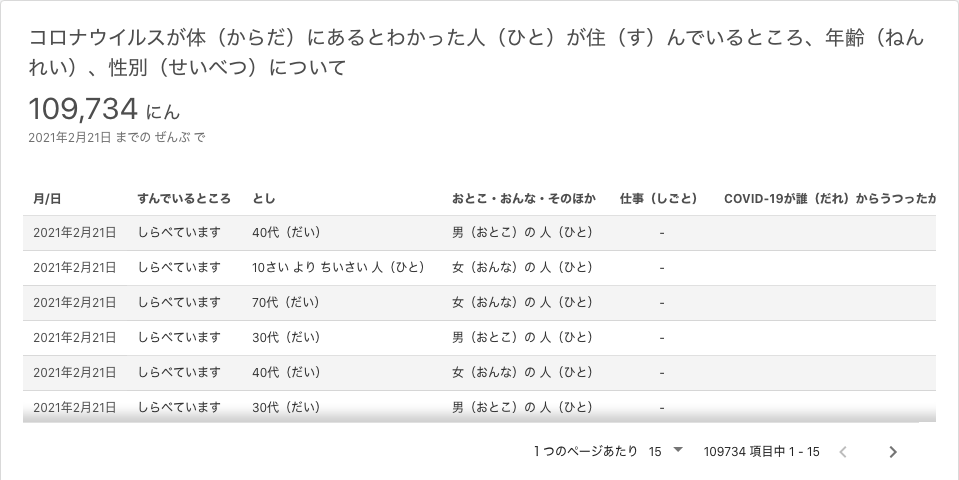 コロナウイルスが体（からだ）にあるとわかった人（ひと）が住（す）んでいるところ、年齢（ねん
れい）、性別（せいべつ）について
109,734 にん
2021年2月21日 までの ぜんぶ で
月/日 すんでいるところ とし おとこ・おんな・そのほか 仕事（しごと） COVID-19が誰（だれ）からうつったか
2021年2月21日 しらべています 40代（だい） 男（おとこ）の 人（ひと） -
2021年2月21日 しらべています 10さい より ちいさい 人（ひと） 女（おんな）の 人（ひと） -
2021年2月21日 しらべています 70代（だい） 女（おんな）の 人（ひと） -
2021年2月21日 しらべています 30代（だい） 男（おとこ）の 人（ひと） -
2021年2月21日 しらべています 40代（だい） 女（おんな）の 人（ひと） -
2021年2月21日 しらべています 30代（だい） 男（おとこ）の 人（ひと） -
1 つのページあたり 15 109734 項目中 1 - 15